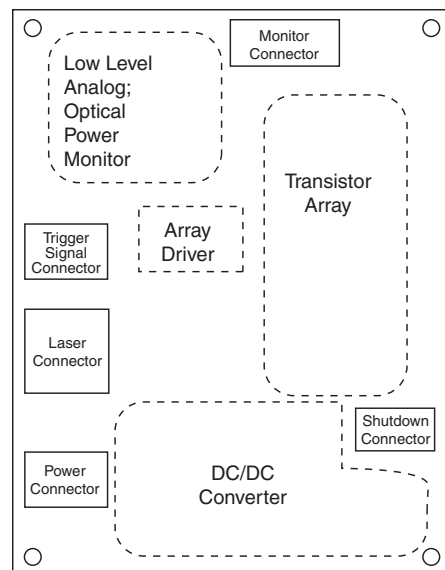 Monitor
Connector
Low Level
Analog;
Optical
Power
Monitor
Transistor
Array
Array
Driver
Trigger
Signal
Connector
Laser
Connector
Shutdown
Connector
Power
Connector
DC/DC
Converter